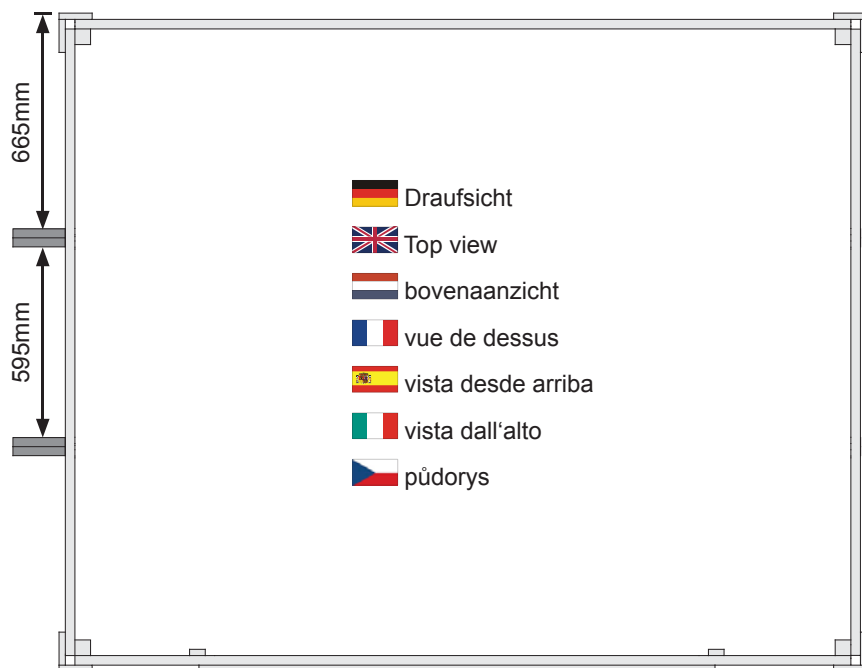 665mm
595mm
Draufsicht
Top view
bovenaanzicht
vue de dessus
vista desde arriba
vista dall‘alto
půdorys